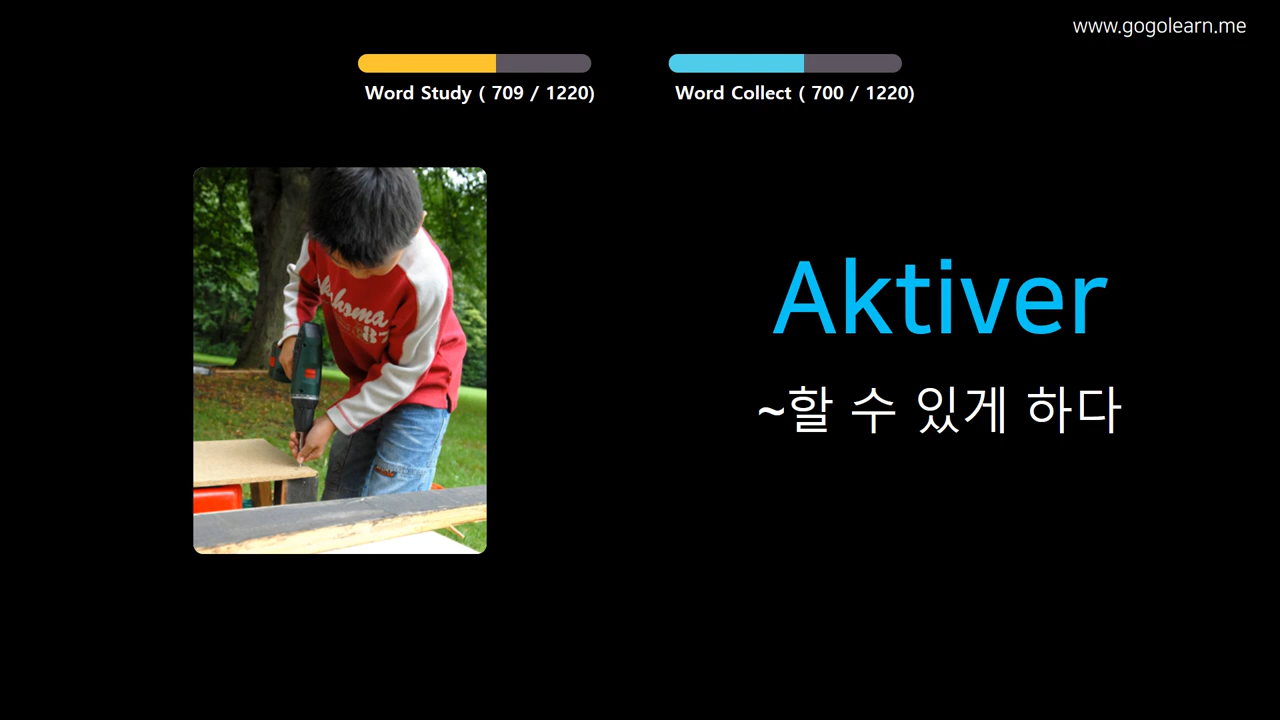 www.gogolearn.me
Word Study ( 709 / 1220)
Word Collect ( 700 / 1220)
Aktiver
~할 수 있게 하다